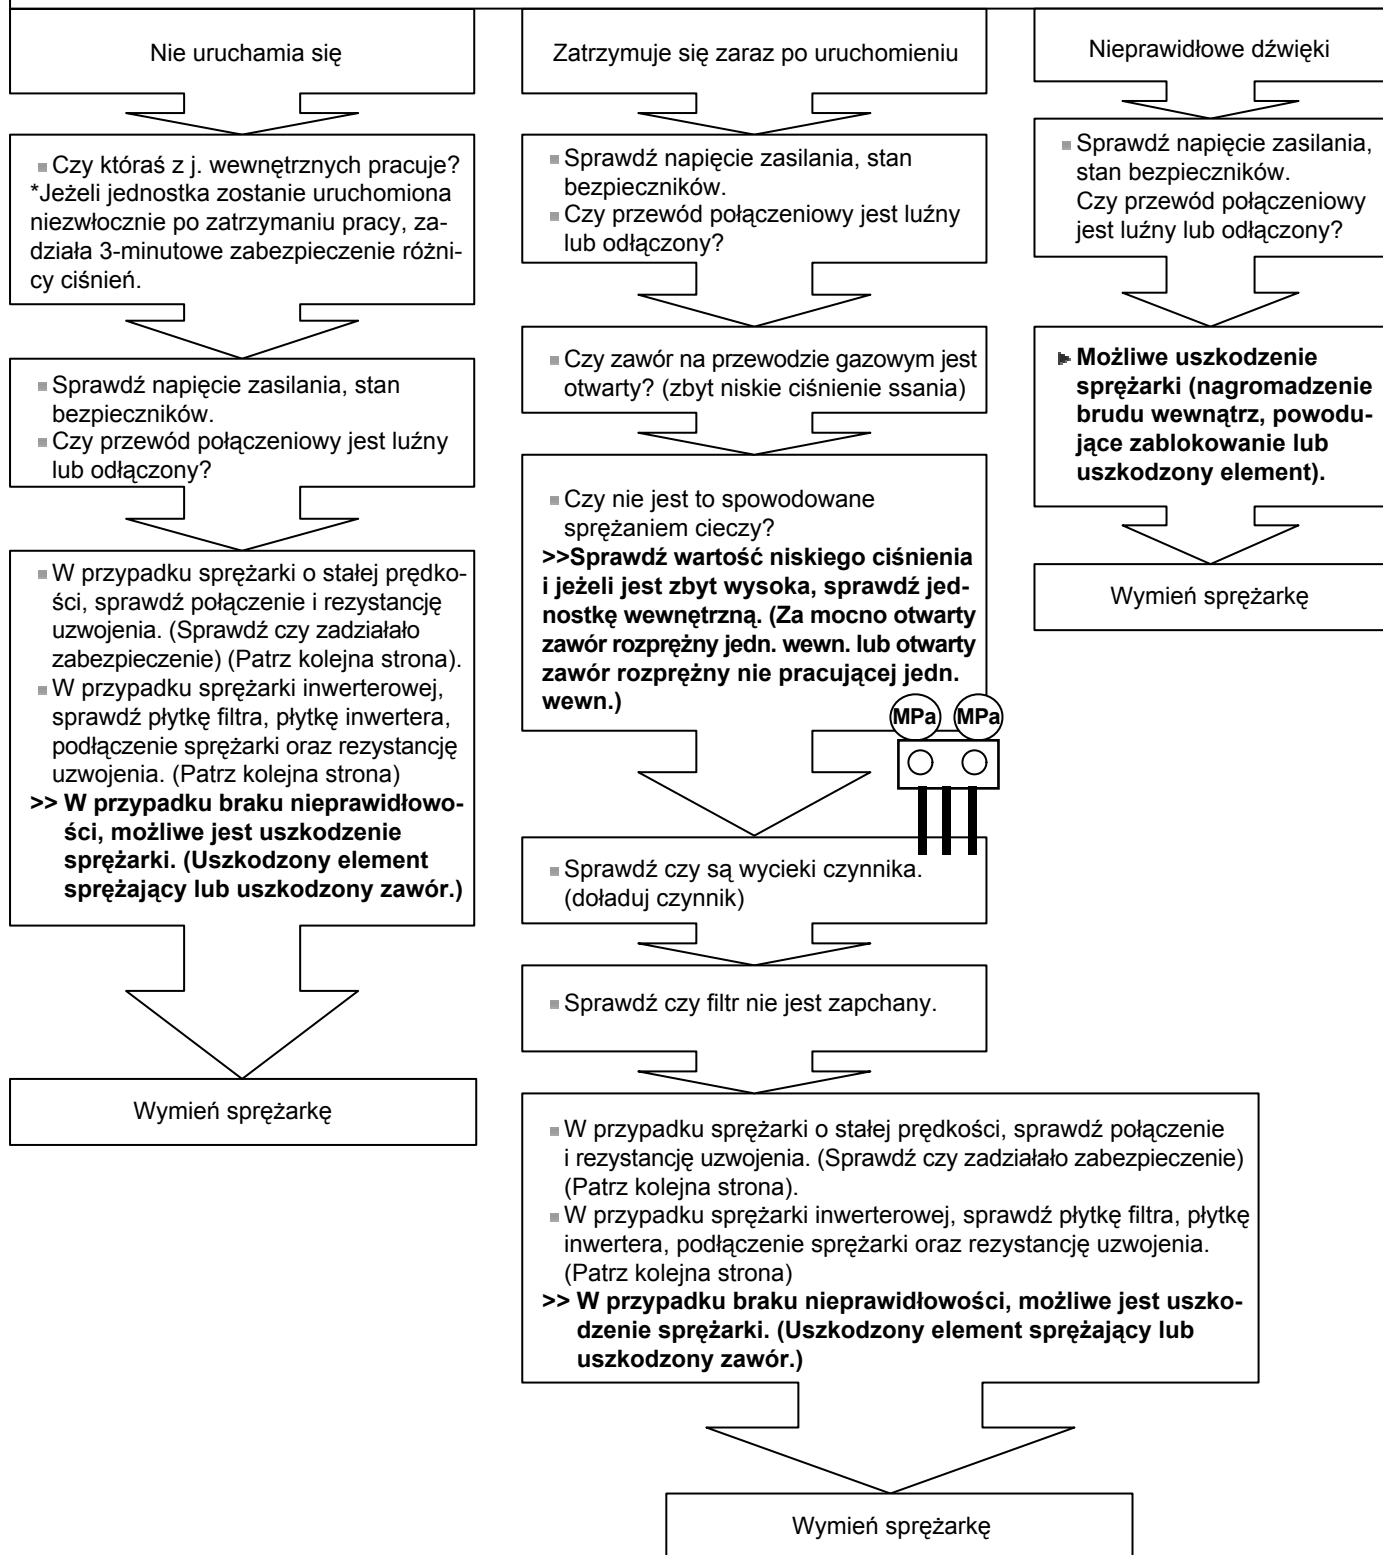 Nie uruchamia się
Czy któraś z j. wewnętrznych pracuje?
*Jeżeli jednostka zostanie uruchomiona
niezwłocznie po zatrzymaniu pracy, za-
działa 3-minutowe zabezpieczenie różni-
cy ciśnień.
Sprawdź napięcie zasilania, stan
bezpieczników.
Czy przewód połączeniowy jest luźny
lub odłączony?
W przypadku sprężarki o stałej prędko-
ści, sprawdź połączenie i rezystancję
uzwojenia. (Sprawdź czy zadziałało
zabezpieczenie) (Patrz kolejna strona).
W przypadku sprężarki inwerterowej,
sprawdź płytkę filtra, płytkę inwertera,
podłączenie sprężarki oraz rezystancję
uzwojenia. (Patrz kolejna strona)
>> W przypadku braku nieprawidłowo-
ści, możliwe jest uszkodzenie
sprężarki. (Uszkodzony element
sprężający lub uszkodzony zawór.)
Wymień sprężarkę
Zatrzymuje się zaraz po uruchomieniu
Sprawdź napięcie zasilania, stan
bezpieczników.
Czy przewód połączeniowy jest luźny
lub odłączony?
Czy zawór na przewodzie gazowym jest
otwarty? (zbyt niskie ciśnienie ssania)
Czy nie jest to spowodowane
sprężaniem cieczy?
>>Sprawdź wartość niskiego ciśnienia
i jeżeli jest zbyt wysoka, sprawdź jed-
nostkę wewnętrzną. (Za mocno otwarty
zawór rozprężny jedn. wewn. lub otwarty
zawór rozprężny nie pracującej jedn.
wewn.)
MPa MPa
Sprawdź czy są wycieki czynnika.
(doładuj czynnik)
Sprawdź czy filtr nie jest zapchany.
W przypadku sprężarki o stałej prędkości, sprawdź połączenie
i rezystancję uzwojenia. (Sprawdź czy zadziałało zabezpieczenie)
(Patrz kolejna strona).
W przypadku sprężarki inwerterowej, sprawdź płytkę filtra, płytkę
inwertera, podłączenie sprężarki oraz rezystancję uzwojenia.
(Patrz kolejna strona)
>> W przypadku braku nieprawidłowości, możliwe jest uszko-
dzenie sprężarki. (Uszkodzony element sprężający lub
uszkodzony zawór.)
Wymień sprężarkę
Nieprawidłowe dźwięki
Sprawdź napięcie zasilania,
stan bezpieczników.
Czy przewód połączeniowy
jest luźny lub odłączony?
Możliwe uszkodzenie
sprężarki (nagromadzenie
brudu wewnątrz, powodu-
jące zablokowanie lub
uszkodzony element).
Wymień sprężarkę